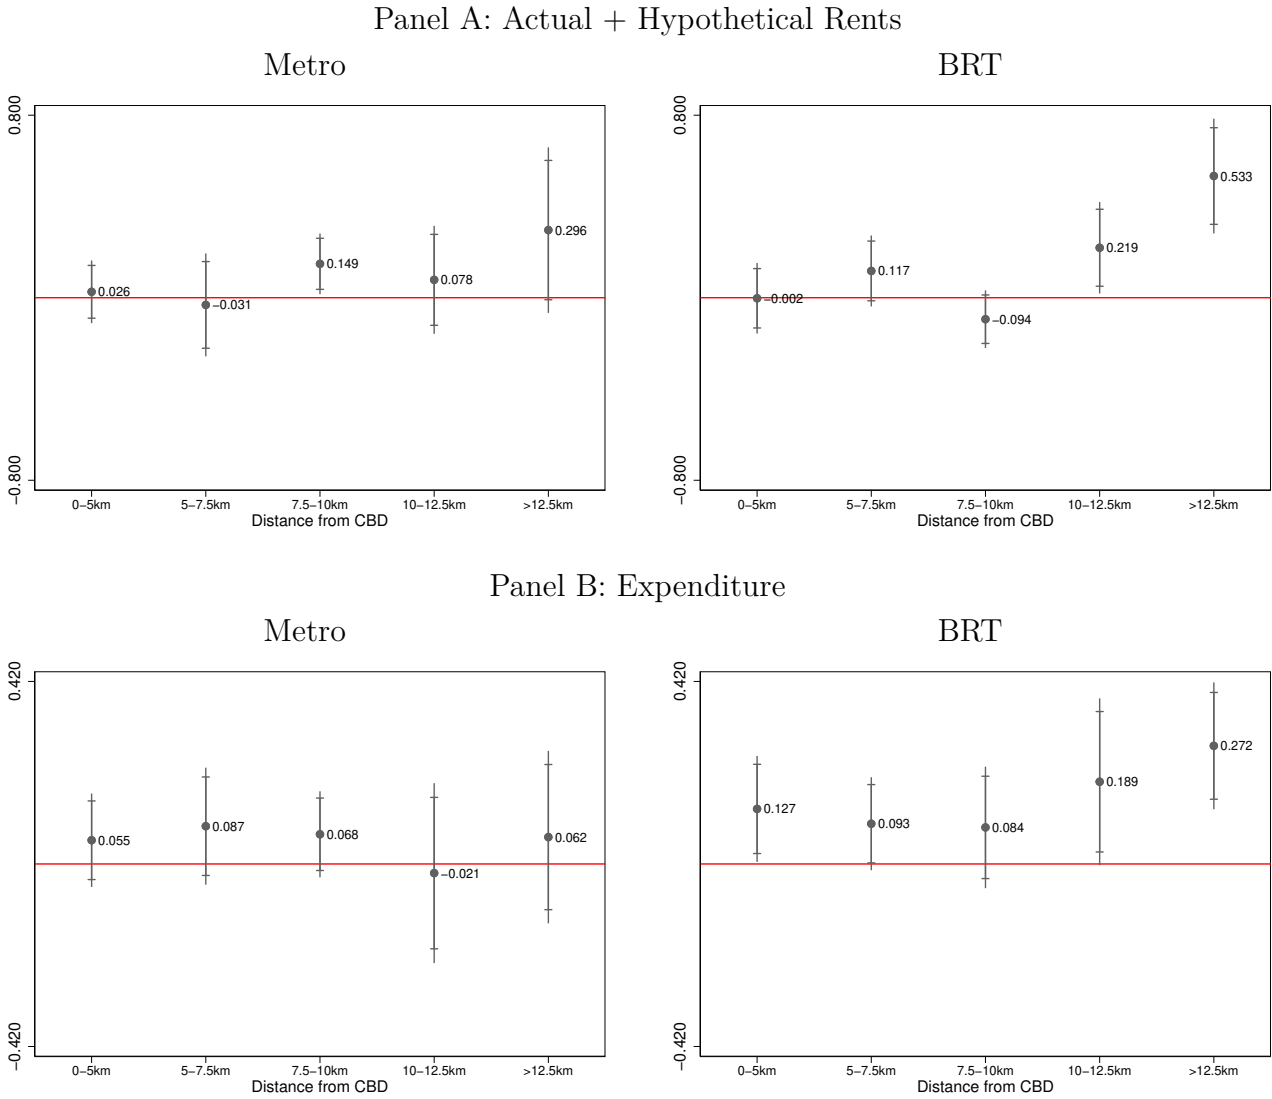 Panel A: Actual + Hypothetical Rents
Metro
0.800
0.026
−0.031
0.149
0.078
0.296
−0.800
0−5km 5−7.5km 7.5−10km 10−12.5km >12.5km
Distance from CBD
BRT
0.800
−0.002
0.117
−0.094
0.219
0.533
−0.800
0−5km 5−7.5km 7.5−10km 10−12.5km >12.5km
Distance from CBD
Panel B: Expenditure
Metro
0.420
0.055
0.087
0.068
−0.021
0.062
−0.420
0−5km 5−7.5km 7.5−10km 10−12.5km >12.5km
Distance from CBD
BRT
0.420
0.127
0.093
0.084
0.189
0.272
−0.420
0−5km 5−7.5km 7.5−10km 10−12.5km >12.5km
Distance from CBD